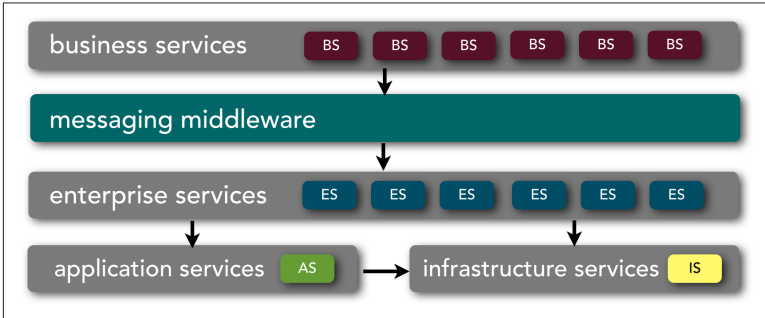 business services BS BS BS BS BS BS
messaging middleware
enterprise services ES ES ES ES ES ES
application services AS infrastructure services IS